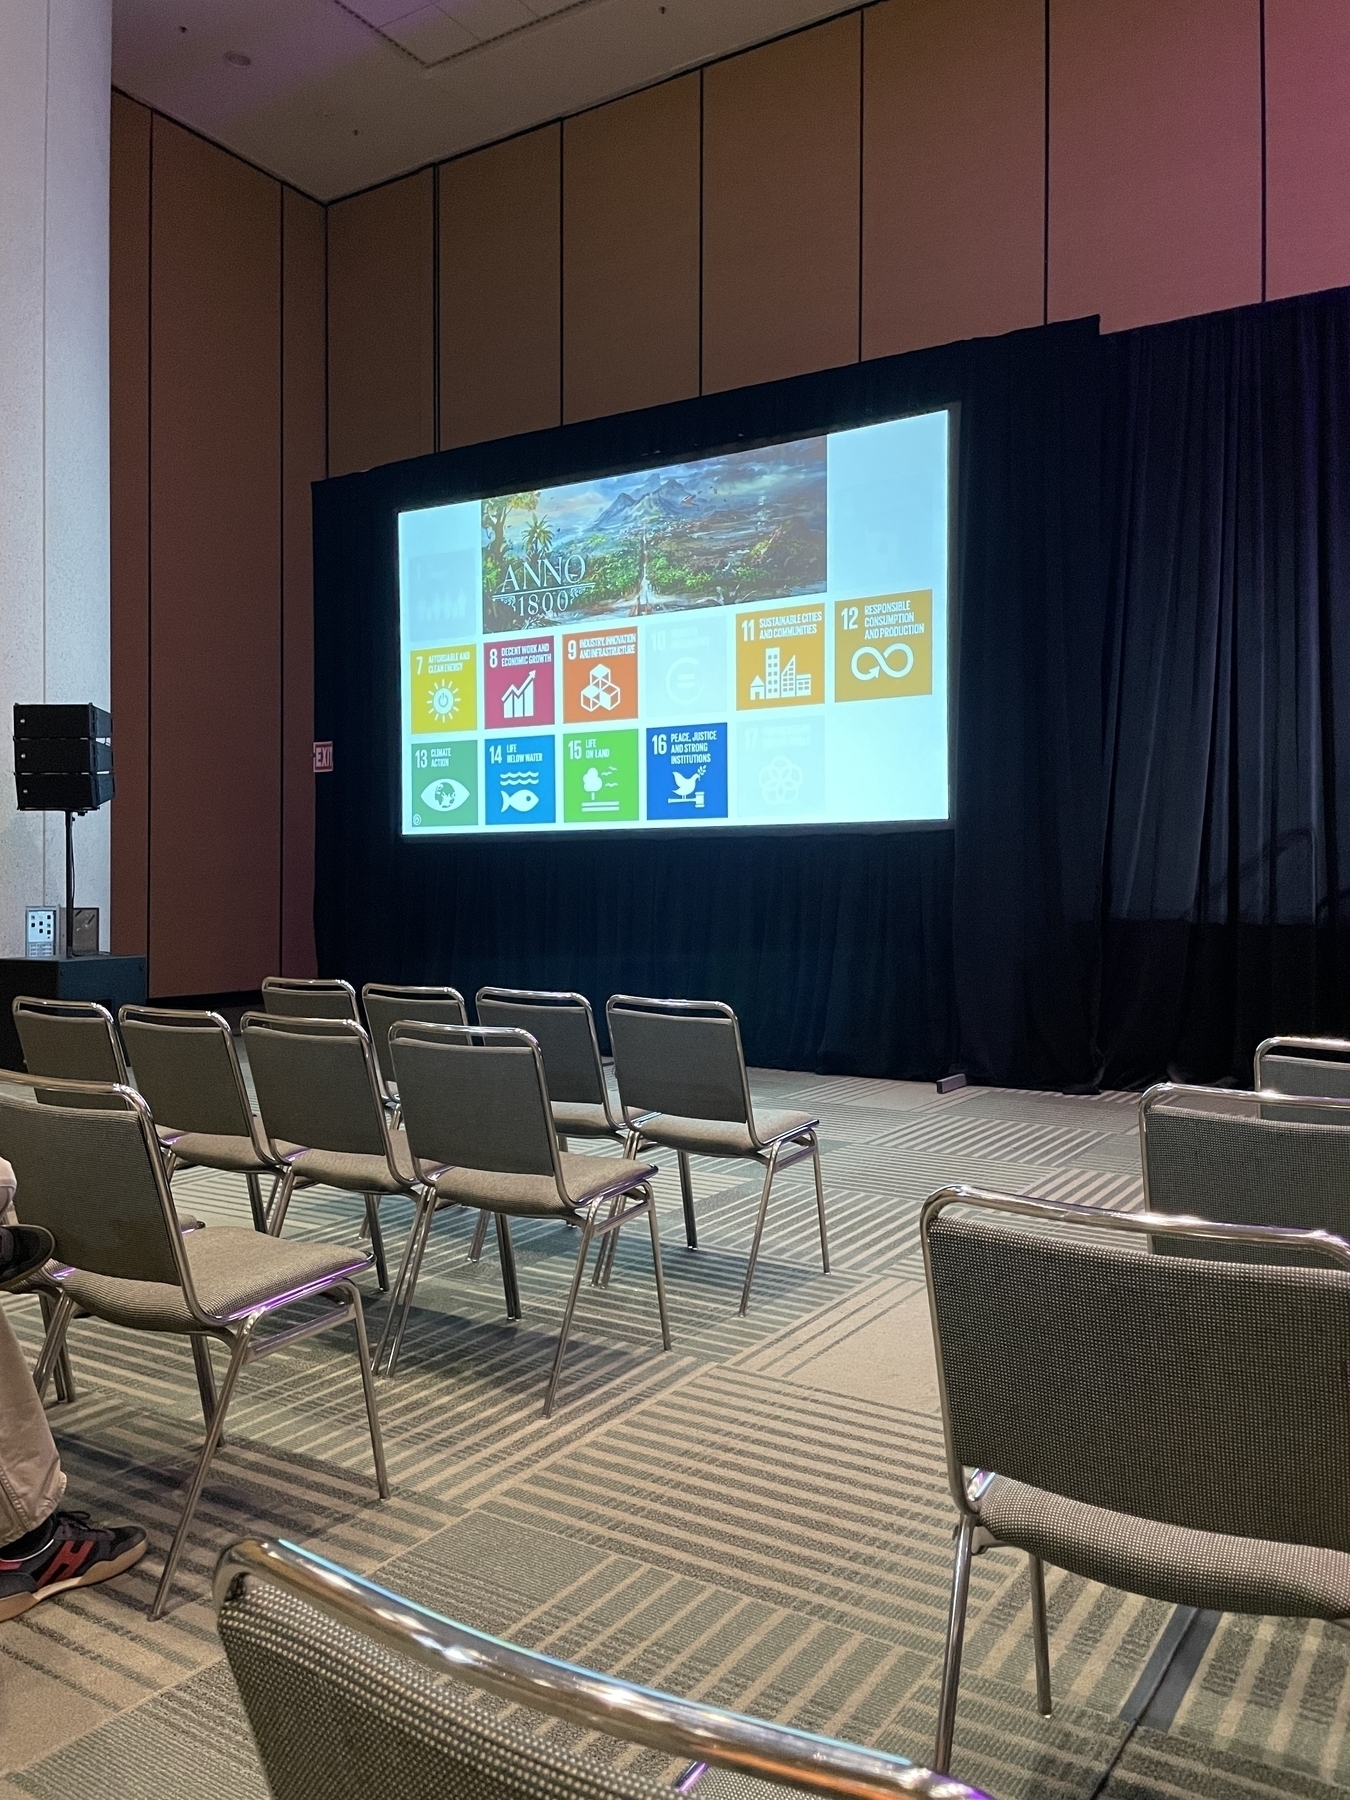 ANNO
1800
7 AFFORDABLE AND
CLEAN ENERGY
8 DECENT WORK AND
ECONOMIC GROWTH
9 INDUSTRY, INNOVATION
AND INFRASTRUCTURE
10
11 SUSTAINABLE CITIES
AND COMMUNITIES
12 RESPONSIBLE
CONSUMPTION
AND PRODUCTION
13 CLIMATE
ACTION
14 LIFE
BELOW WATER
15 LIFE
ON LAND
16 PEACE, JUSTICE
AND STRONG
INSTITUTIONS
17
EXIT
H